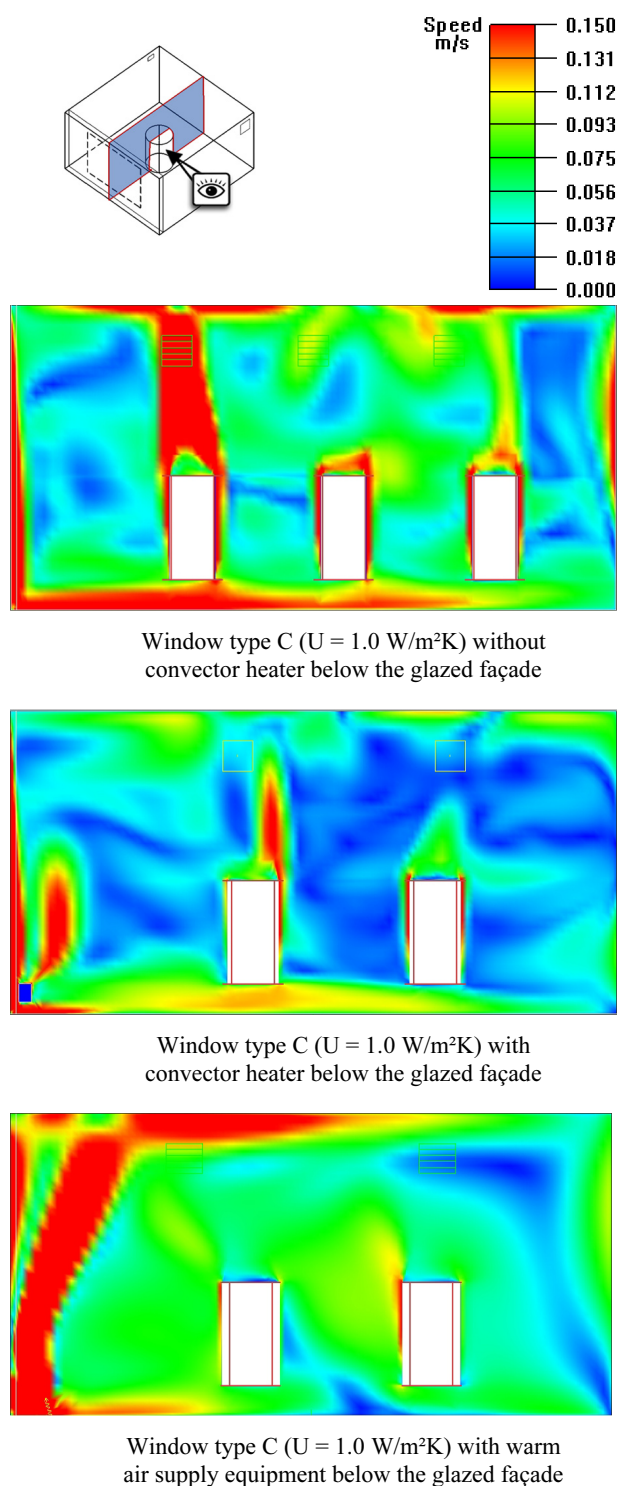 Speed
m/s
0.150
0.131
0.112
0.093
0.075
0.056
0.037
0.018
0.000
Window type C (U = 1.0 W/m²K) without
convector heater below the glazed façade
Window type C (U = 1.0 W/m²K) with
convector heater below the glazed façade
Window type C (U = 1.0 W/m²K) with warm
air supply equipment below the glazed façade